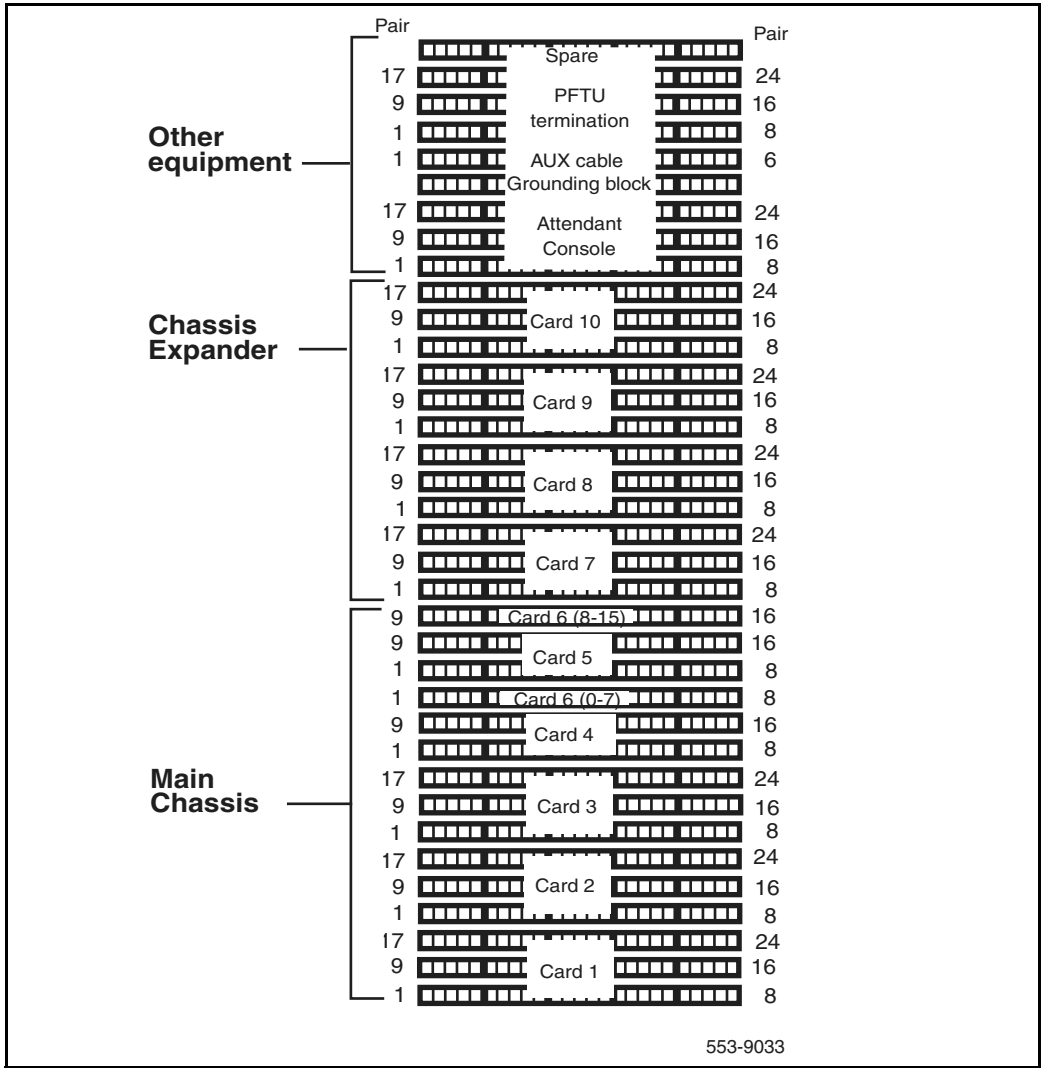 Pair Pair
Spare
17 24
PFTU
9 16
termination
1 8
Other
equipment
1 AUX cable 6
Grounding block
17 24
Attendant
9 16
Console
1 8
17 24
Chassis
Expander
9 Card 10 16
1 8
17 24
9 Card 9 16
1 8
17 24
9 Card 8 16
1 8
17 24
9 Card 7 16
1 8
9 Card 6 (8-15) 16
9 16
Card 5
1 8
1 Card 6 (0-7) 8
9 16
Card 4
1 8
Main
Chassis
17 24
9 Card 3 16
1 8
17 24
9 Card 2 16
1 8
17 24
9 Card 1 16
1 8
553-9033